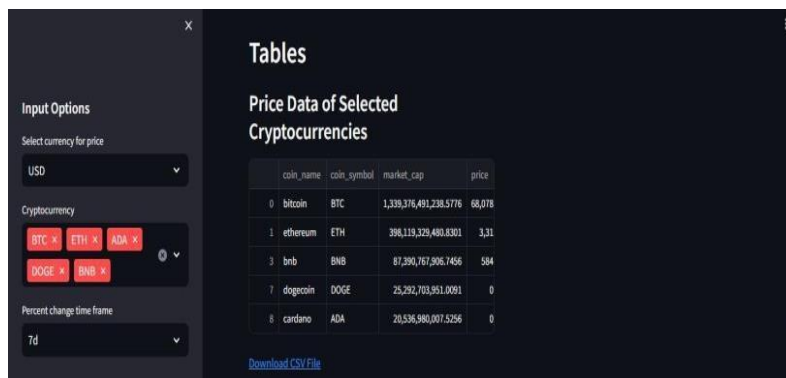 X
Input Options
Select currency for price
USD
Cryptocurrency
BTC × ETH × ADA ×
DOGE × BNB ×
Percent change time frame
7d
Tables
Price Data of Selected
Cryptocurrencies
coin_name coin_symbol market_cap price
0 bitcoin BTC 1,339,376,491,238.5776 68,078
1 ethereum ETH 398,119,329,480.8301 3,31
3 bnb BNB 87,390,767,906.7456 584
7 dogecoin DOGE 25,292,703,951.0091 0
8 cardano ADA 20,536,980,007.5256 0
Download CSV File